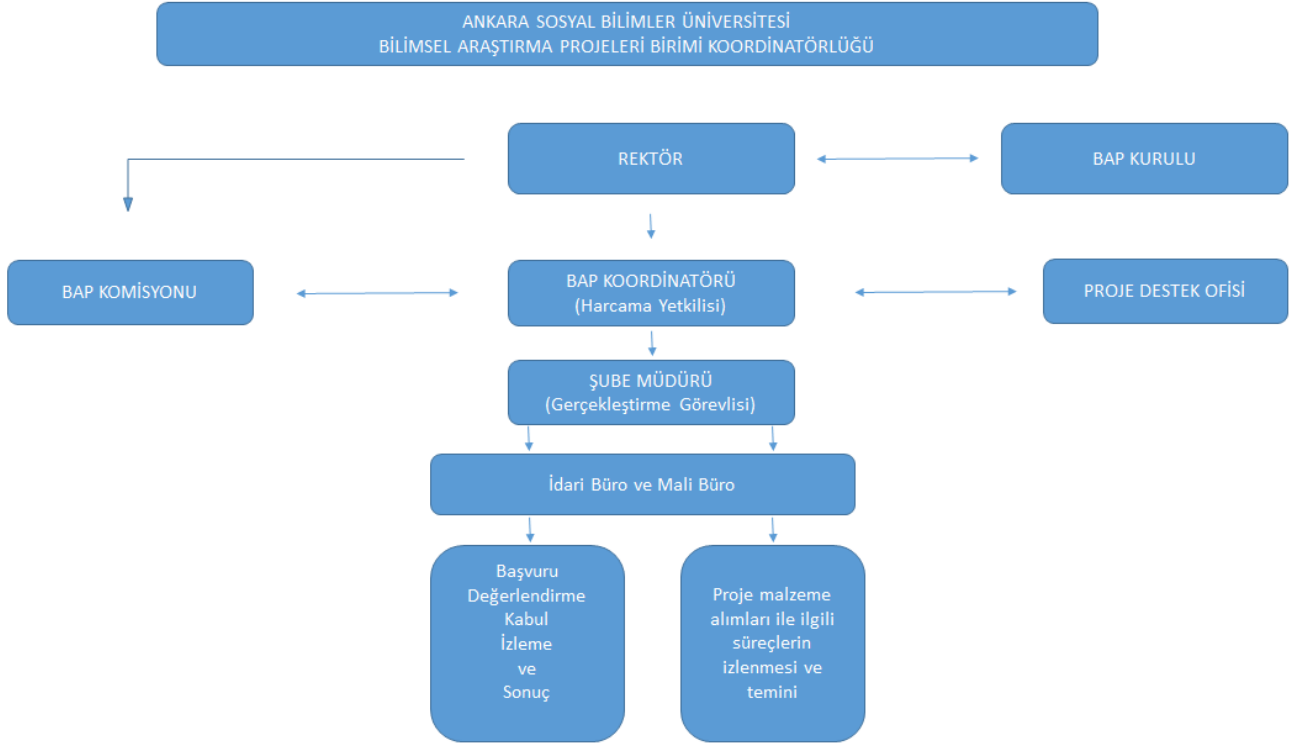 ANKARA SOSYAL BİLİMLER ÜNİVERSİTESİ
BİLİMSEL ARAŞTIRMA PROJELERİ BİRİMİ KOORDİNATÖRLÜĞÜ
REKTÖR
BAP KURULU
BAP KOMİSYONU
BAP KOORDİNATÖRÜ
(Harcama Yetkilisi)
PROJE DESTEK OFİSİ
ŞUBE MÜDÜRÜ
(Gerçekleştirme Görevlisi)
İdari Büro ve Mali Büro
Başvuru
Değerlendirme
Kabul
İzleme
ve
Sonuç
Proje malzeme
alımları ile ilgili
süreçlerin
izlenmesi ve
temini